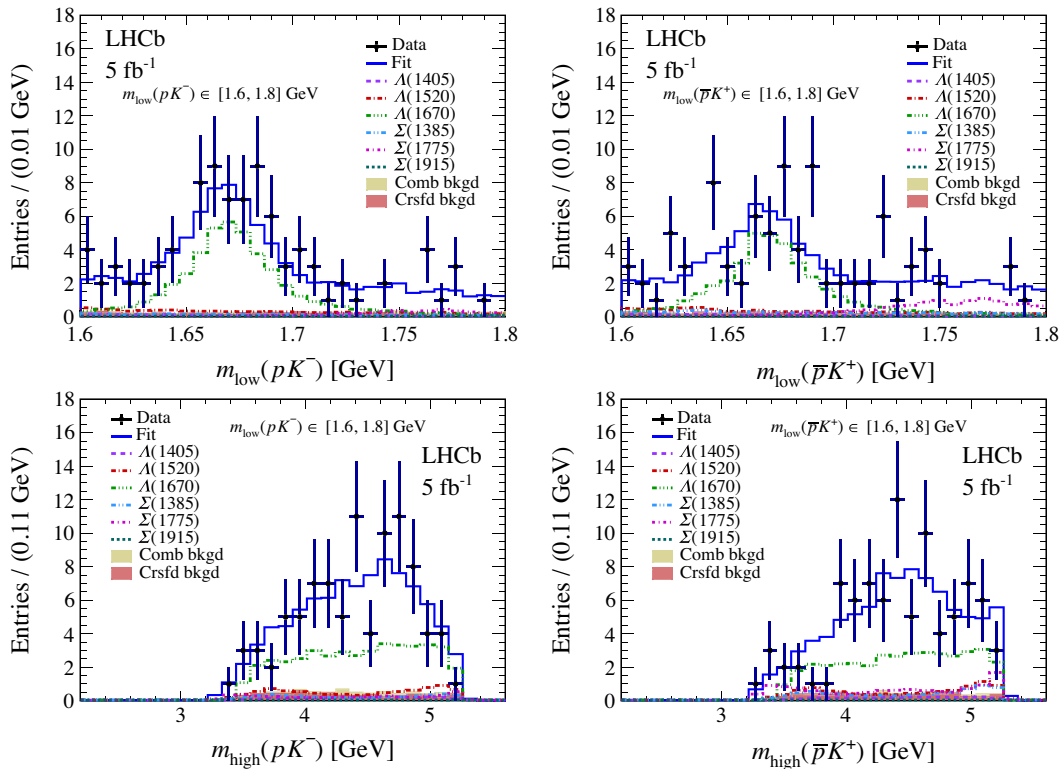 LHCb
5 fb⁻¹
m_low(pK⁻) ∈ [1.6, 1.8] GeV
Data
Fit
Λ(1405)
Λ(1520)
Λ(1670)
Σ(1385)
Σ(1775)
Σ(1915)
Comb bkgd
Crsfd bkgd
Entries / (0.01 GeV)
18
16
14
12
10
8
6
4
2
0
1.6 1.65 1.7 1.75 1.8
m_low(pK⁻) [GeV]
LHCb
5 fb⁻¹
m_low(p̅K⁺) ∈ [1.6, 1.8] GeV
Data
Fit
Λ(1405)
Λ(1520)
Λ(1670)
Σ(1385)
Σ(1775)
Σ(1915)
Comb bkgd
Crsfd bkgd
Entries / (0.01 GeV)
18
16
14
12
10
8
6
4
2
0
1.6 1.65 1.7 1.75 1.8
m_low(p̅K⁺) [GeV]
Data
Fit
Λ(1405)
Λ(1520)
Λ(1670)
Σ(1385)
Σ(1775)
Σ(1915)
Comb bkgd
Crsfd bkgd
m_low(pK⁻) ∈ [1.6, 1.8] GeV
LHCb
5 fb⁻¹
Entries / (0.11 GeV)
18
16
14
12
10
8
6
4
2
0
3 4 5
m_high(pK⁻) [GeV]
Data
Fit
Λ(1405)
Λ(1520)
Λ(1670)
Σ(1385)
Σ(1775)
Σ(1915)
Comb bkgd
Crsfd bkgd
m_low(p̅K⁺) ∈ [1.6, 1.8] GeV
LHCb
5 fb⁻¹
Entries / (0.11 GeV)
18
16
14
12
10
8
6
4
2
0
3 4 5
m_high(p̅K⁺) [GeV]